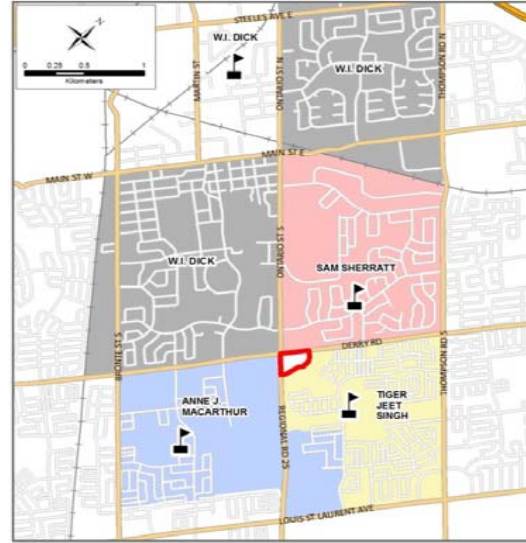 N
0 0.25 0.5 1
Kilometers
STEELES AVE E
W.I. DICK
MARTIN ST
ONTARIO ST N
W.I. DICK
THOMPSON RD N
MAIN ST E
MAIN ST W
W.I. DICK
ONTARIO ST S
SAM SHERRATT
DERRY RD
BRONTE ST S
THOMPSON RD S
ANNE J.
MACARTHUR
REGIONAL RD 25
TIGER
JEET
SINGH
LOUIS ST LAURENT AVE